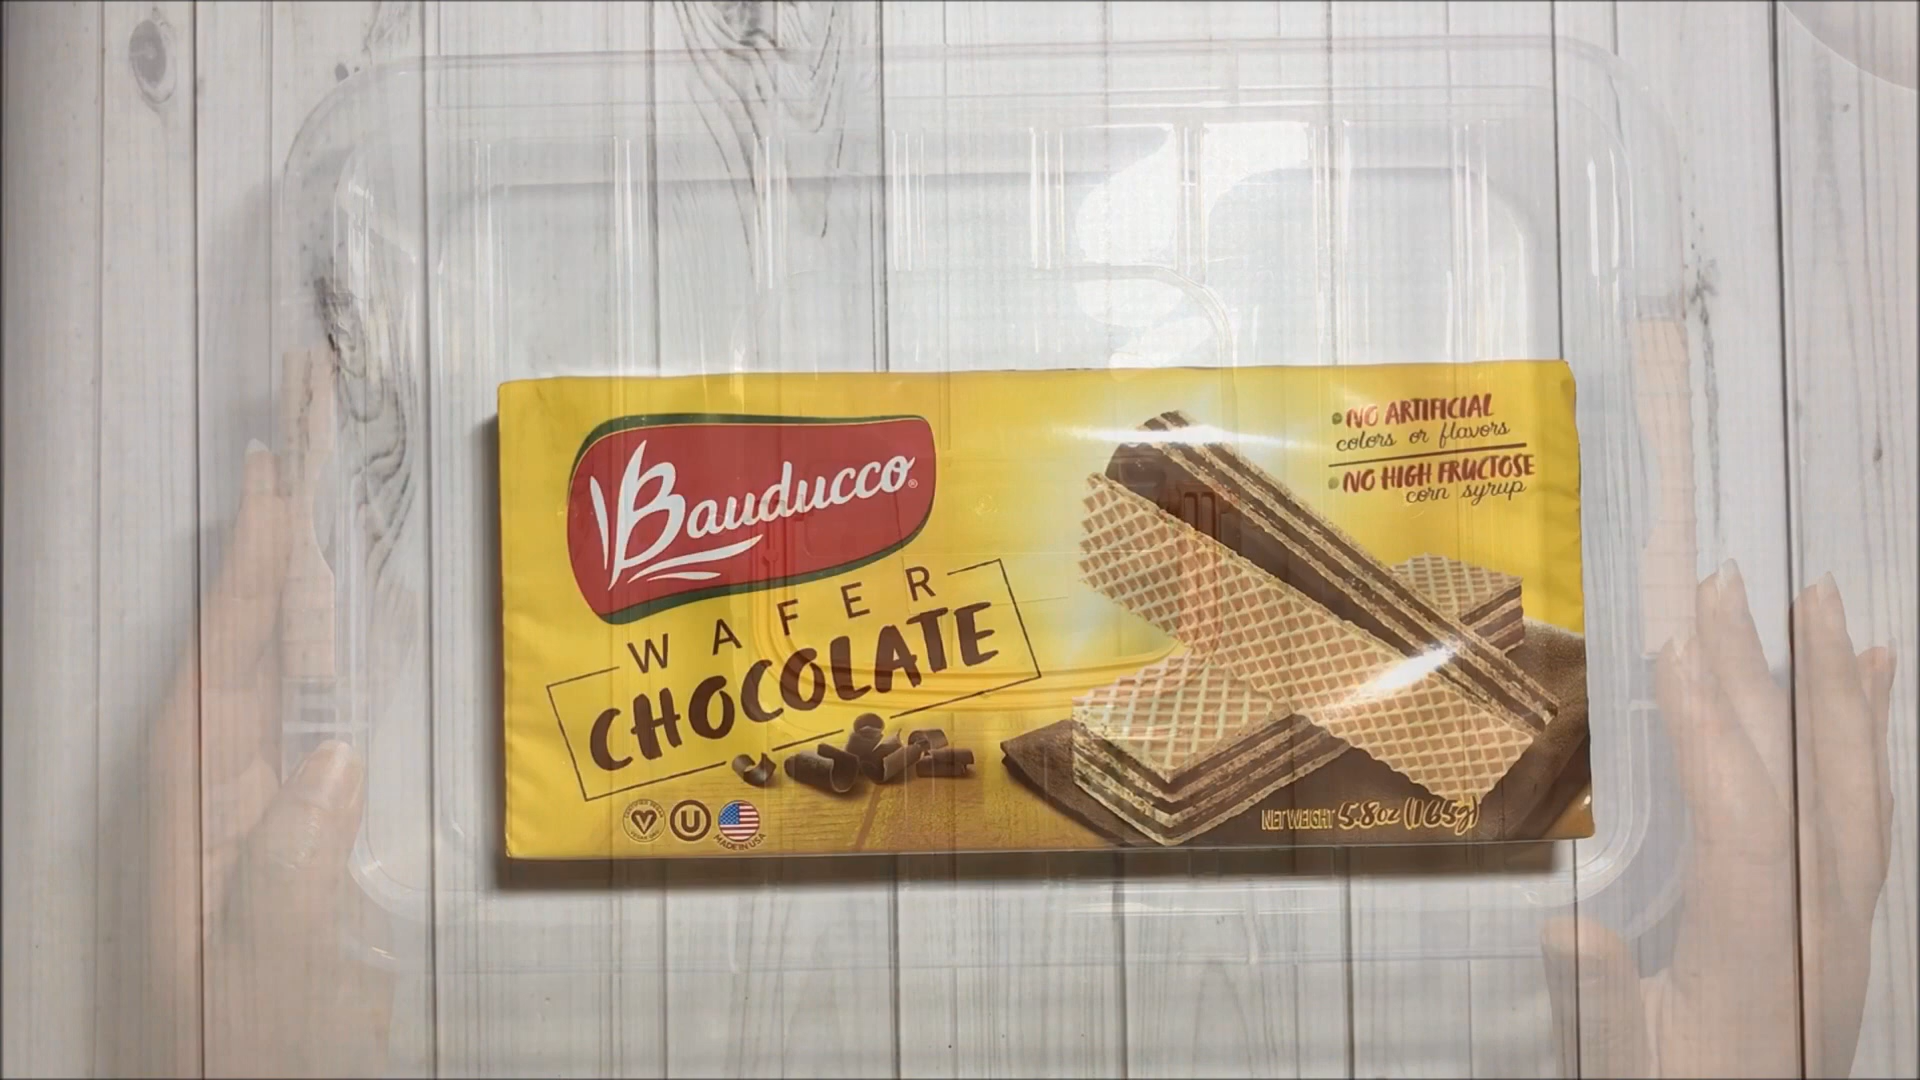 Bauducco®
WAFER
CHOCOLATE
• NO ARTIFICIAL
colors or flavors
• NO HIGH FRUCTOSE
corn syrup
U
MADE IN USA
NET WEIGHT 5.8oz (165g)